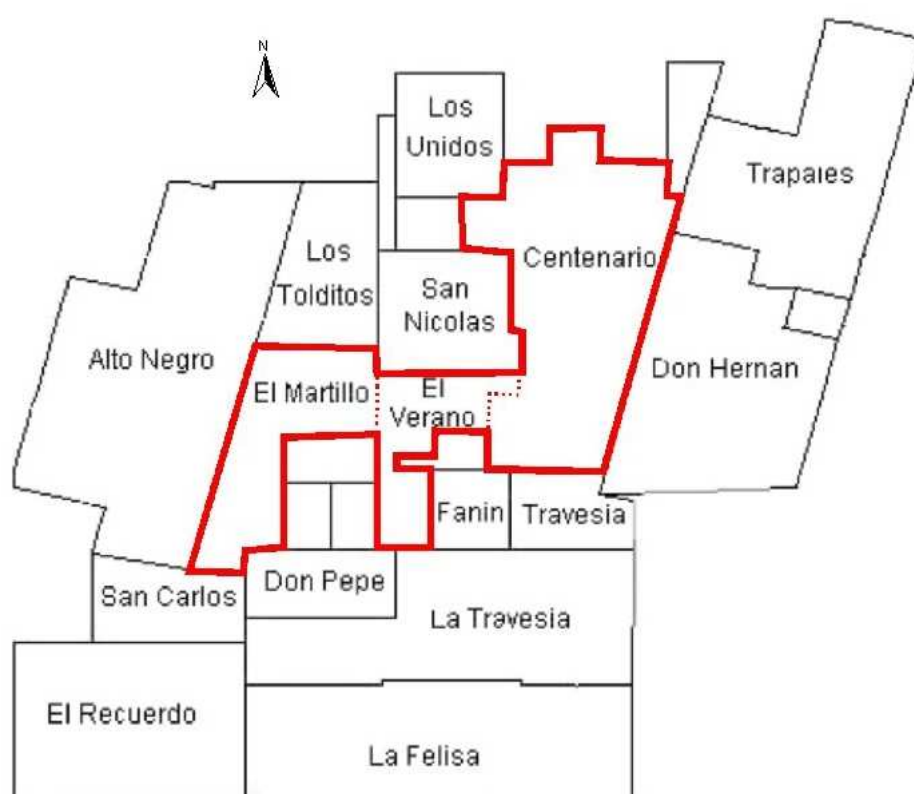 N
Los
Unidos
Trapales
Los
Tolditos
Centenario
San
Nicolas
Alto Negro
El Martillo
El
Verano
Don Hernan
Fanin
Travesia
San Carlos
Don Pepe
La Travesia
El Recuerdo
La Felisa